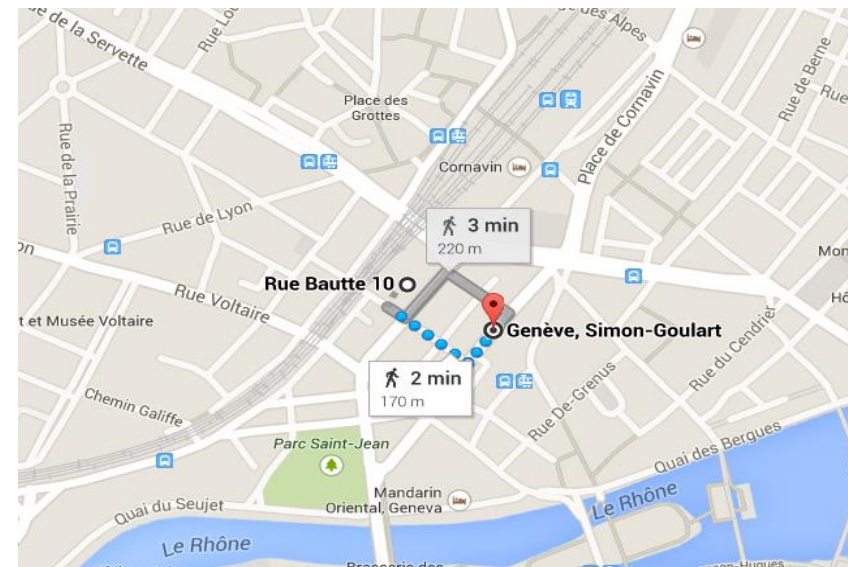 de la Servette
Rue
des Alpes
Rue de Berne
Rue
Place des
Grottes
Place de Cornavin
Cornavin
Rue de la Prairie
Rue de Lyon
3 min
220 m
Mon
Rue Bautte 10
Rue Voltaire
Hô
t et Musée Voltaire
Genève, Simon-Goulart
2 min
170 m
Rue du Cendrier
Chemin Galiffe
Rue De-Grenus
Quai des Bergues
Parc Saint-Jean
Mandarin
Oriental, Geneva
Quai du Seujet
Le Rhône
Le Rhône